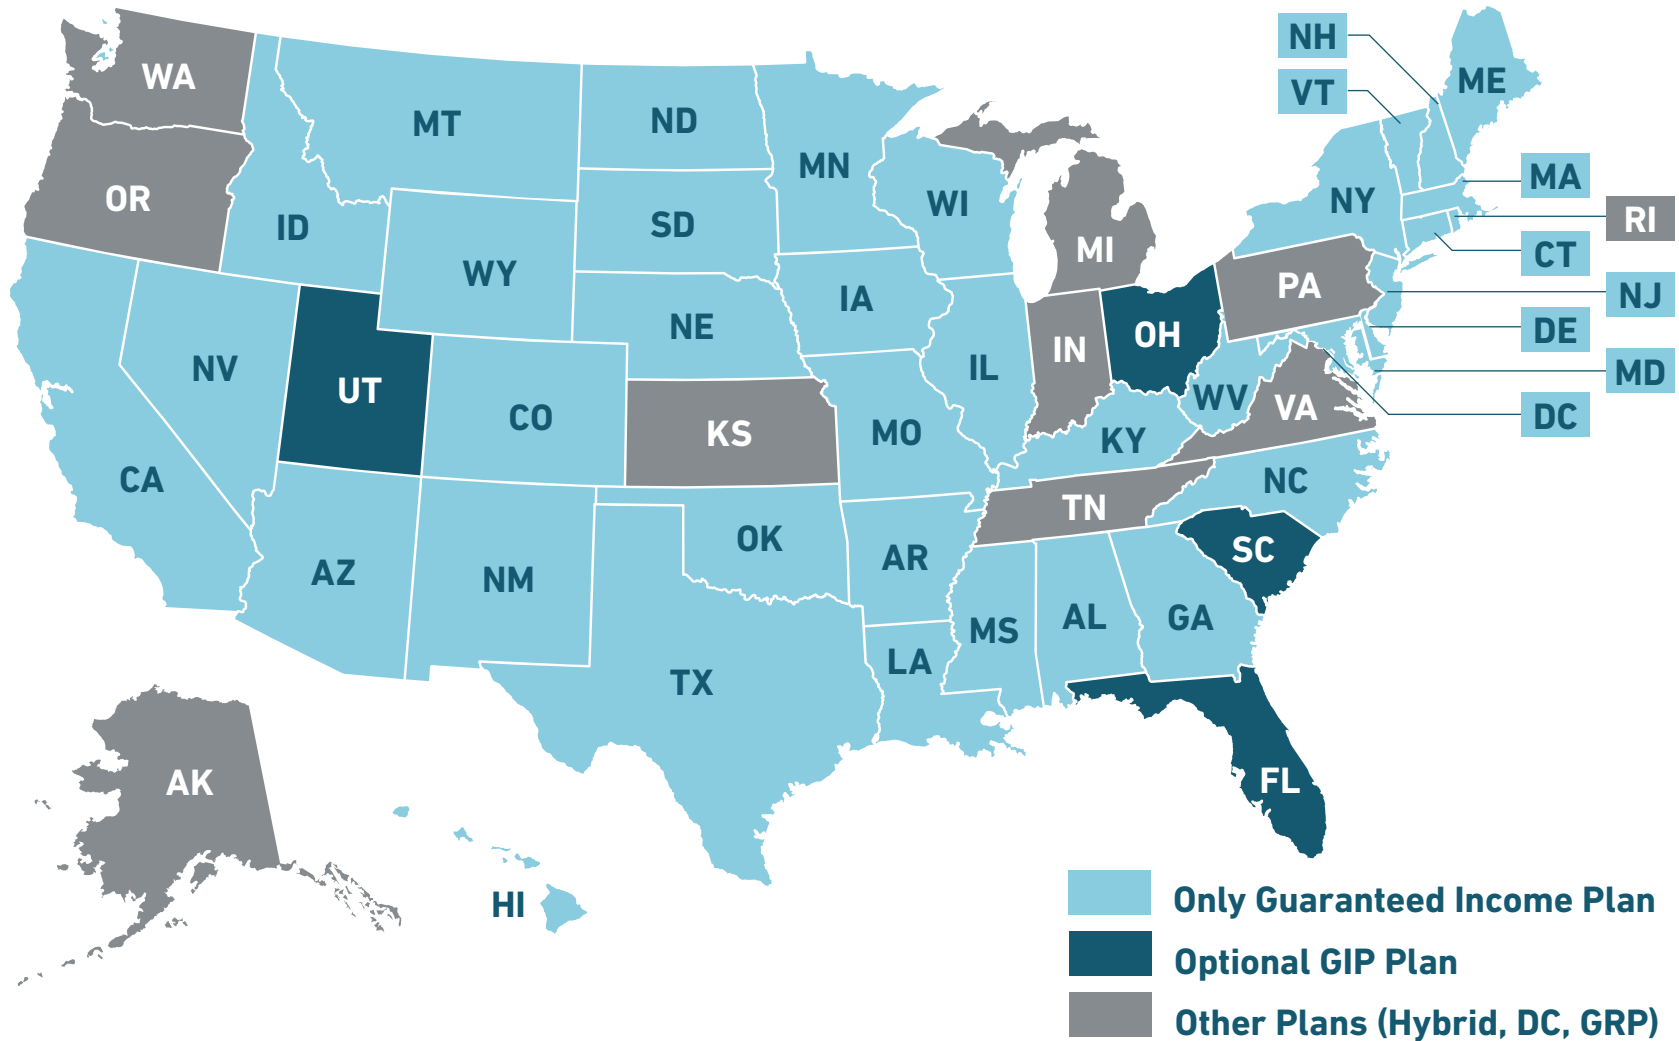 NH
WA
ME
VT
MT
ND
MN
MA
OR
NY
WI
RI
ID
SD
MI
CT
WY
PA
NJ
IA
NE
OH
DE
IN
NV
IL
MD
UT
WV
VA
DC
CO
KS
MO
KY
CA
NC
TN
OK
SC
AR
AZ
NM
MS
AL
GA
LA
TX
AK
FL
HI
Only Guaranteed Income Plan
Optional GIP Plan
Other Plans (Hybrid, DC, GRP)